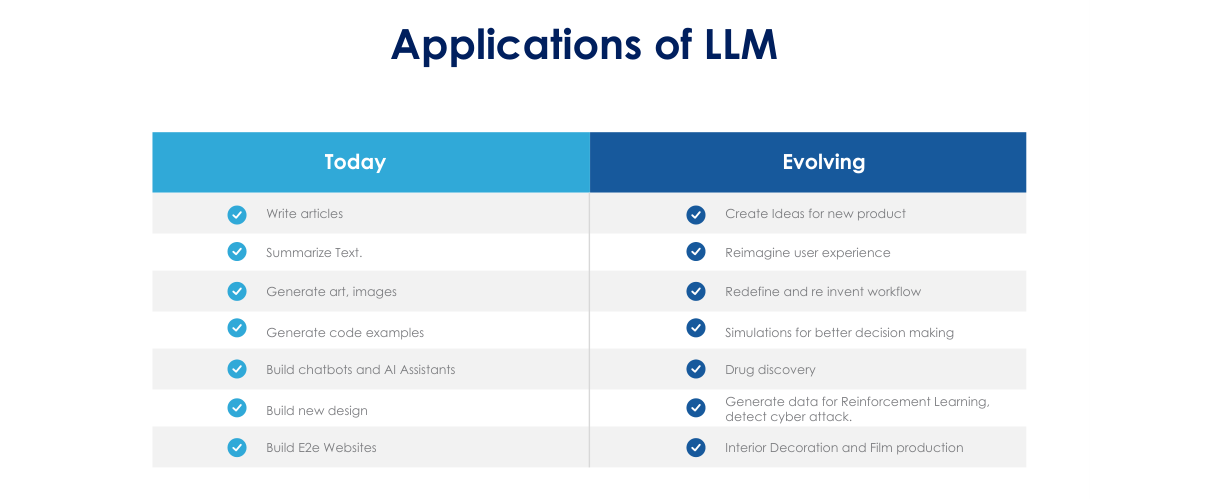 Applications of LLM
Today
Evolving
Write articles
Create Ideas for new product
Summarize Text.
Reimagine user experience
Generate art, images
Redefine and re invent workflow
Generate code examples
Simulations for better decision making
Build chatbots and AI Assistants
Drug discovery
Build new design
Generate data for Reinforcement Learning,
detect cyber attack.
Build E2e Websites
Interior Decoration and Film production